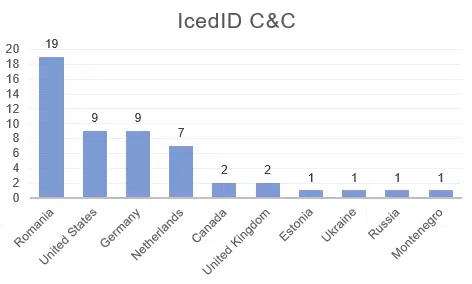 IcedID C&C
20
18
16
14
12
10
8
6
4
2
0
19
9
9
7
2
2
1
1
1
1
Romania
United States
Germany
Netherlands
Canada
United Kingdom
Estonia
Ukraine
Russia
Montenegro